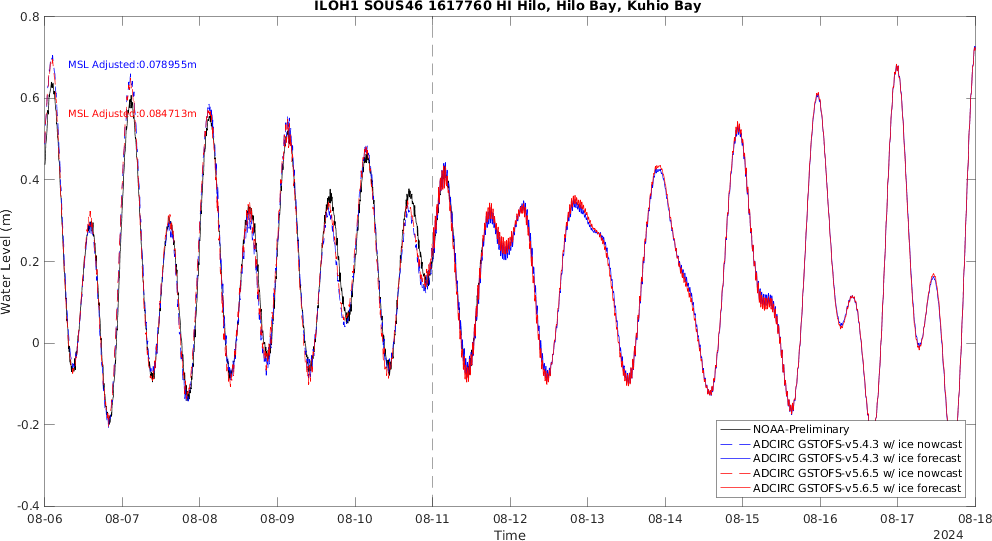 ILOH1 SOUS46 1617760 HI Hilo, Hilo Bay, Kuhio Bay
0.8
MSL Adjusted:0.078955m
0.6
MSL Adjusted:0.084713m
0.4
Water Level (m)
0.2
0
-0.2
NOAA-Preliminary
ADCIRC GSTOFS-v5.4.3 w/ ice nowcast
ADCIRC GSTOFS-v5.4.3 w/ ice forecast
ADCIRC GSTOFS-v5.6.5 w/ ice nowcast
ADCIRC GSTOFS-v5.6.5 w/ ice forecast
-0.4
08-06 08-07 08-08 08-09 08-10 08-11 08-12 08-13 08-14 08-15 08-16 08-17 08-18
Time
2024